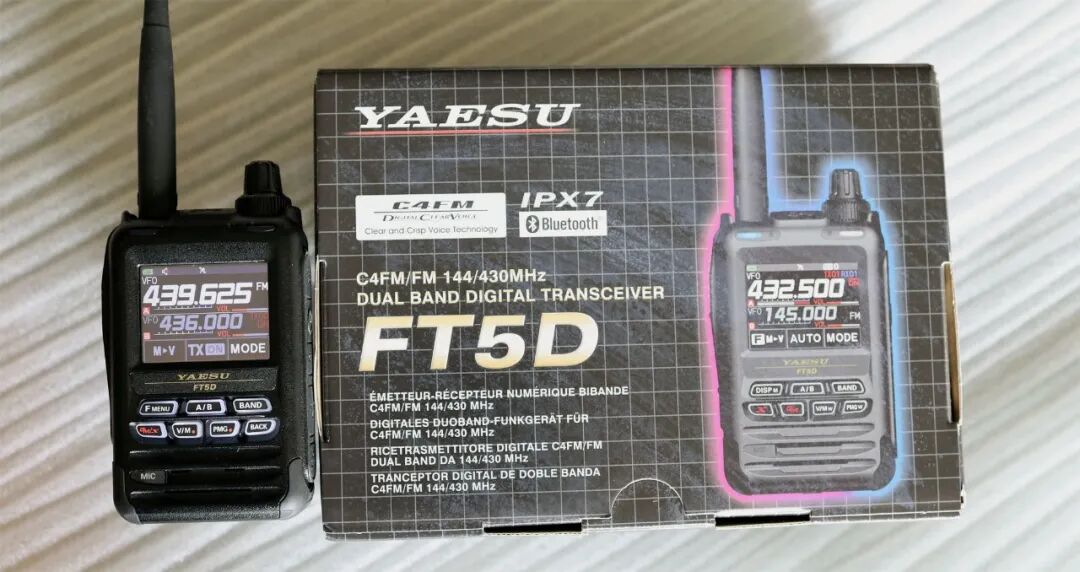 VFO
439.625 FM
VFO
436.000
VOL
M►V TX ON MODE
YAESU
FT5D
F MENU A/B BAND
V/M PMG BACK
MIC
YAESU
C4FM
DIGITAL CLEAR VOICE
Clear and Crisp Voice Technology
IPX7
Bluetooth
C4FM/FM 144/430MHz
DUAL BAND DIGITAL TRANSCEIVER
FT5D
ÉMETTEUR-RÉCEPTEUR NUMÉRIQUE BIBANDE
C4FM/FM 144/430 MHz
DIGITALES DUOBAND-FUNKGERÄT FÜR
C4FM/FM 144/430 MHz
RICETRASMETTITORE DIGITALE C4FM/FM
DUAL BAND DA 144/430 MHz
TRANCEPTOR DIGITAL DE DOBLE BANDA
C4FM/FM 144/430 MHz
VFO
432.500
VOL
145.000 FM
VOL
F M►V AUTO MODE
YAESU
FT5D
DISP A/B BAND
X V/M PMG